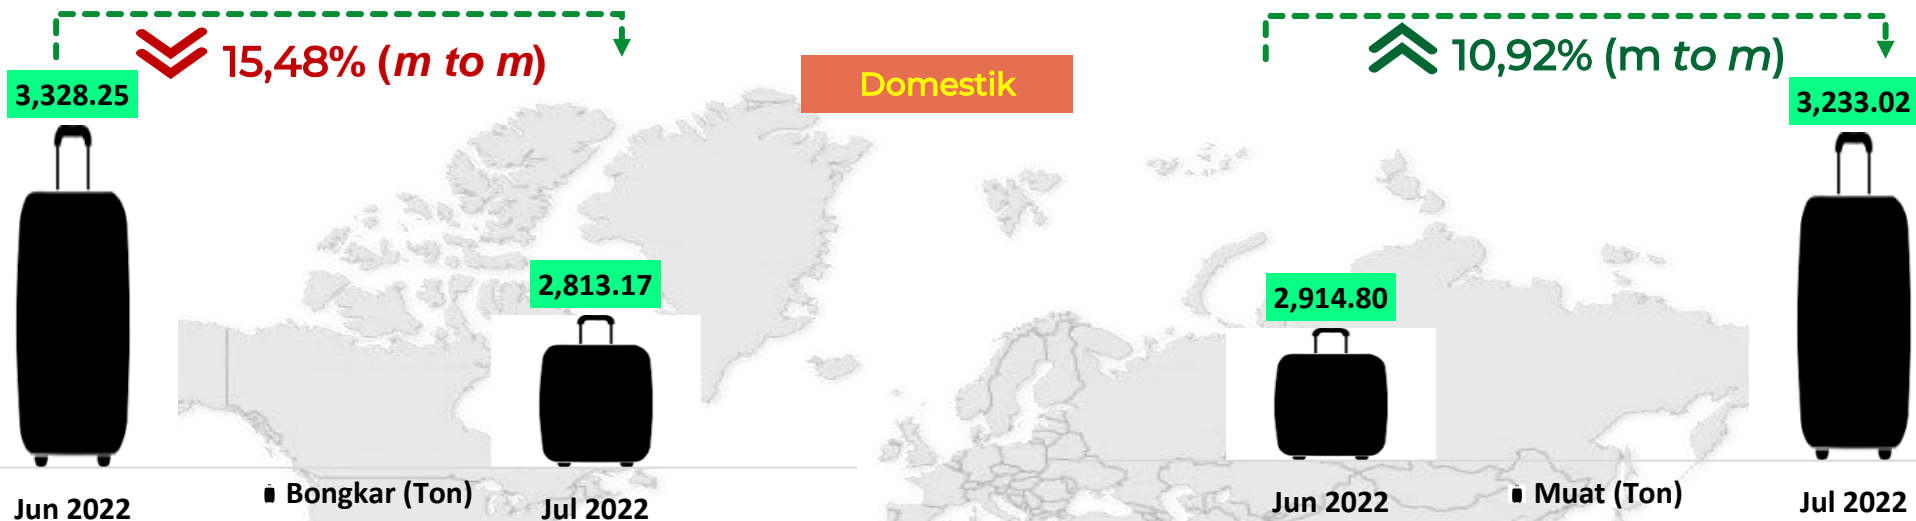 15,48% (m to m)
3,328.25
2,813.17
Jun 2022
Bongkar (Ton)
Jul 2022
Domestik
10,92% (m to m)
3,233.02
2,914.80
Jun 2022
Muat (Ton)
Jul 2022